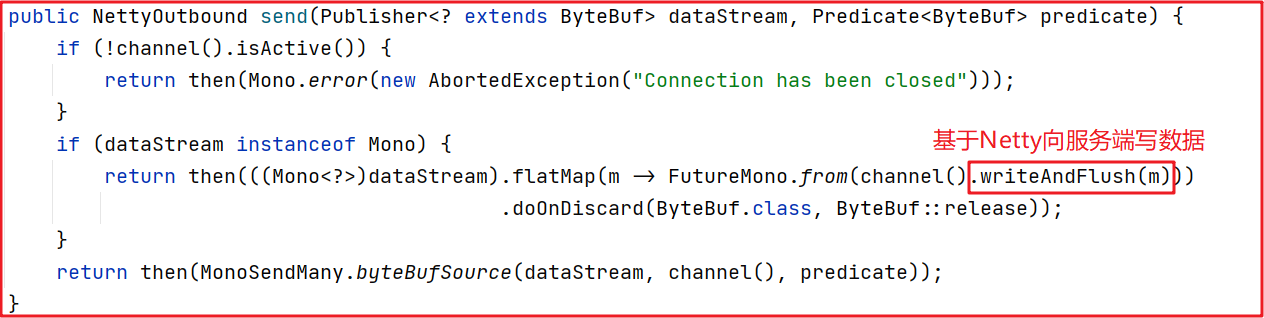 public NettyOutbound send(Publisher<? extends ByteBuf> dataStream, Predicate<ByteBuf> predicate) {
if (!channel().isActive()) {
return then(Mono.error(new AbortedException("Connection has been closed")));
}
if (dataStream instanceof Mono) {
基于Netty向服务端写数据
return then(((Mono<?>)dataStream).flatMap(m → FutureMono.from(channel().writeAndFlush(m)))
.doOnDiscard(ByteBuf.class, ByteBuf::release));
}
return then(MonoSendMany.byteBufSource(dataStream, channel(), predicate));
}